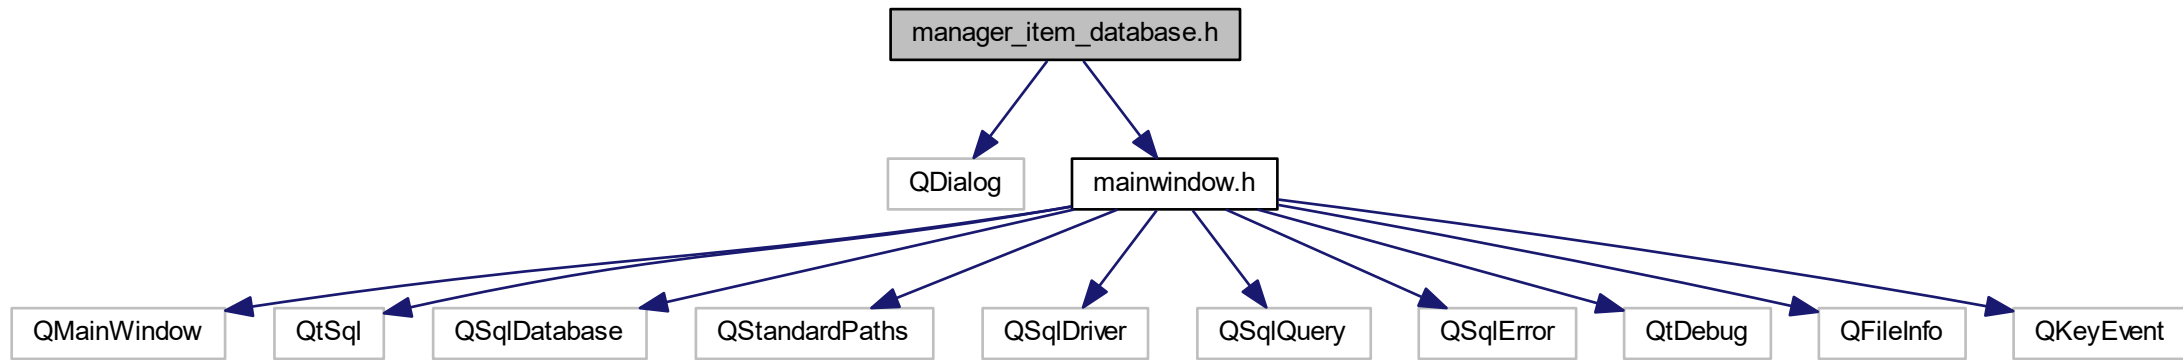 manager_item_database.h
QDialog
mainwindow.h
QMainWindow
QtSql
QSqlDatabase
QStandardPaths
QSqlDriver
QSqlQuery
QSqlError
QtDebug
QFileInfo
QKeyEvent